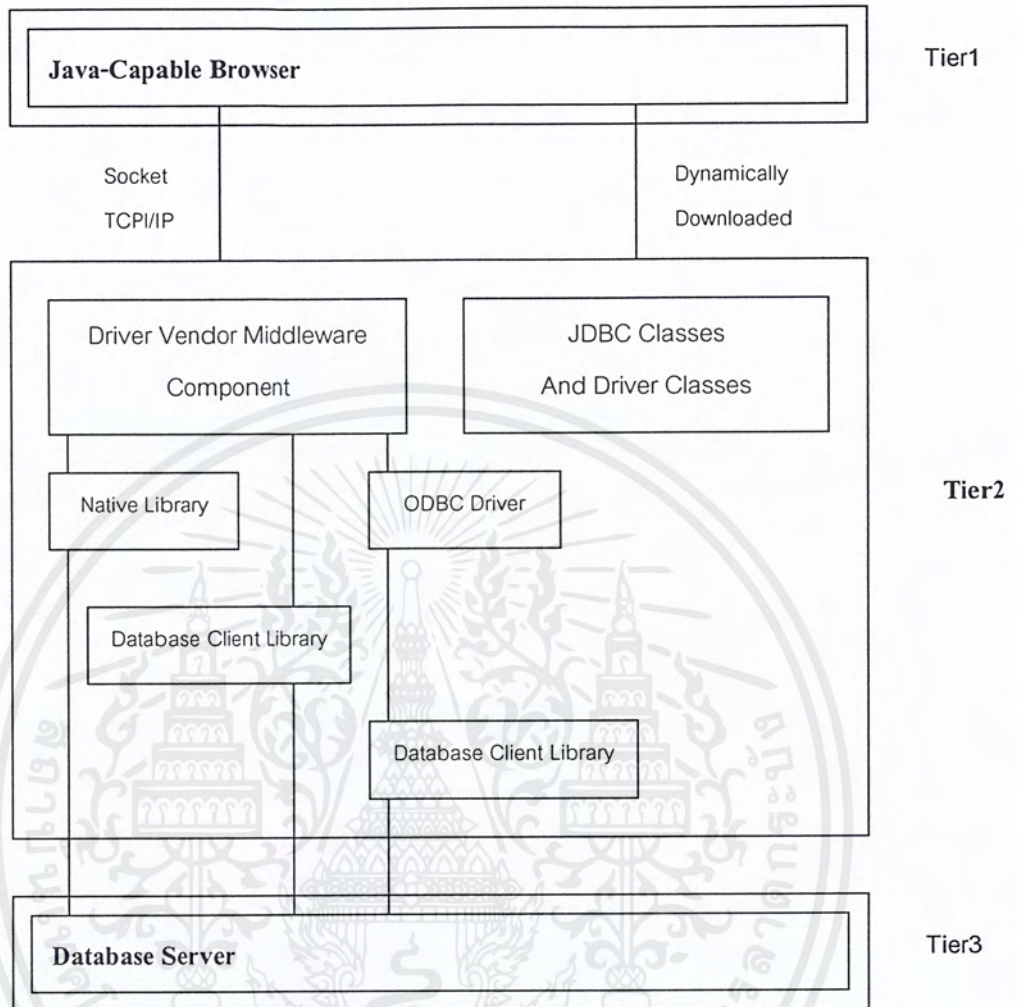 Java-Capable Browser
Tier1
Socket
TCPI/IP
Dynamically
Downloaded
Driver Vendor Middleware
Component
JDBC Classes
And Driver Classes
Native Library
ODBC Driver
Tier2
Database Client Library
Database Client Library
Database Server
Tier3